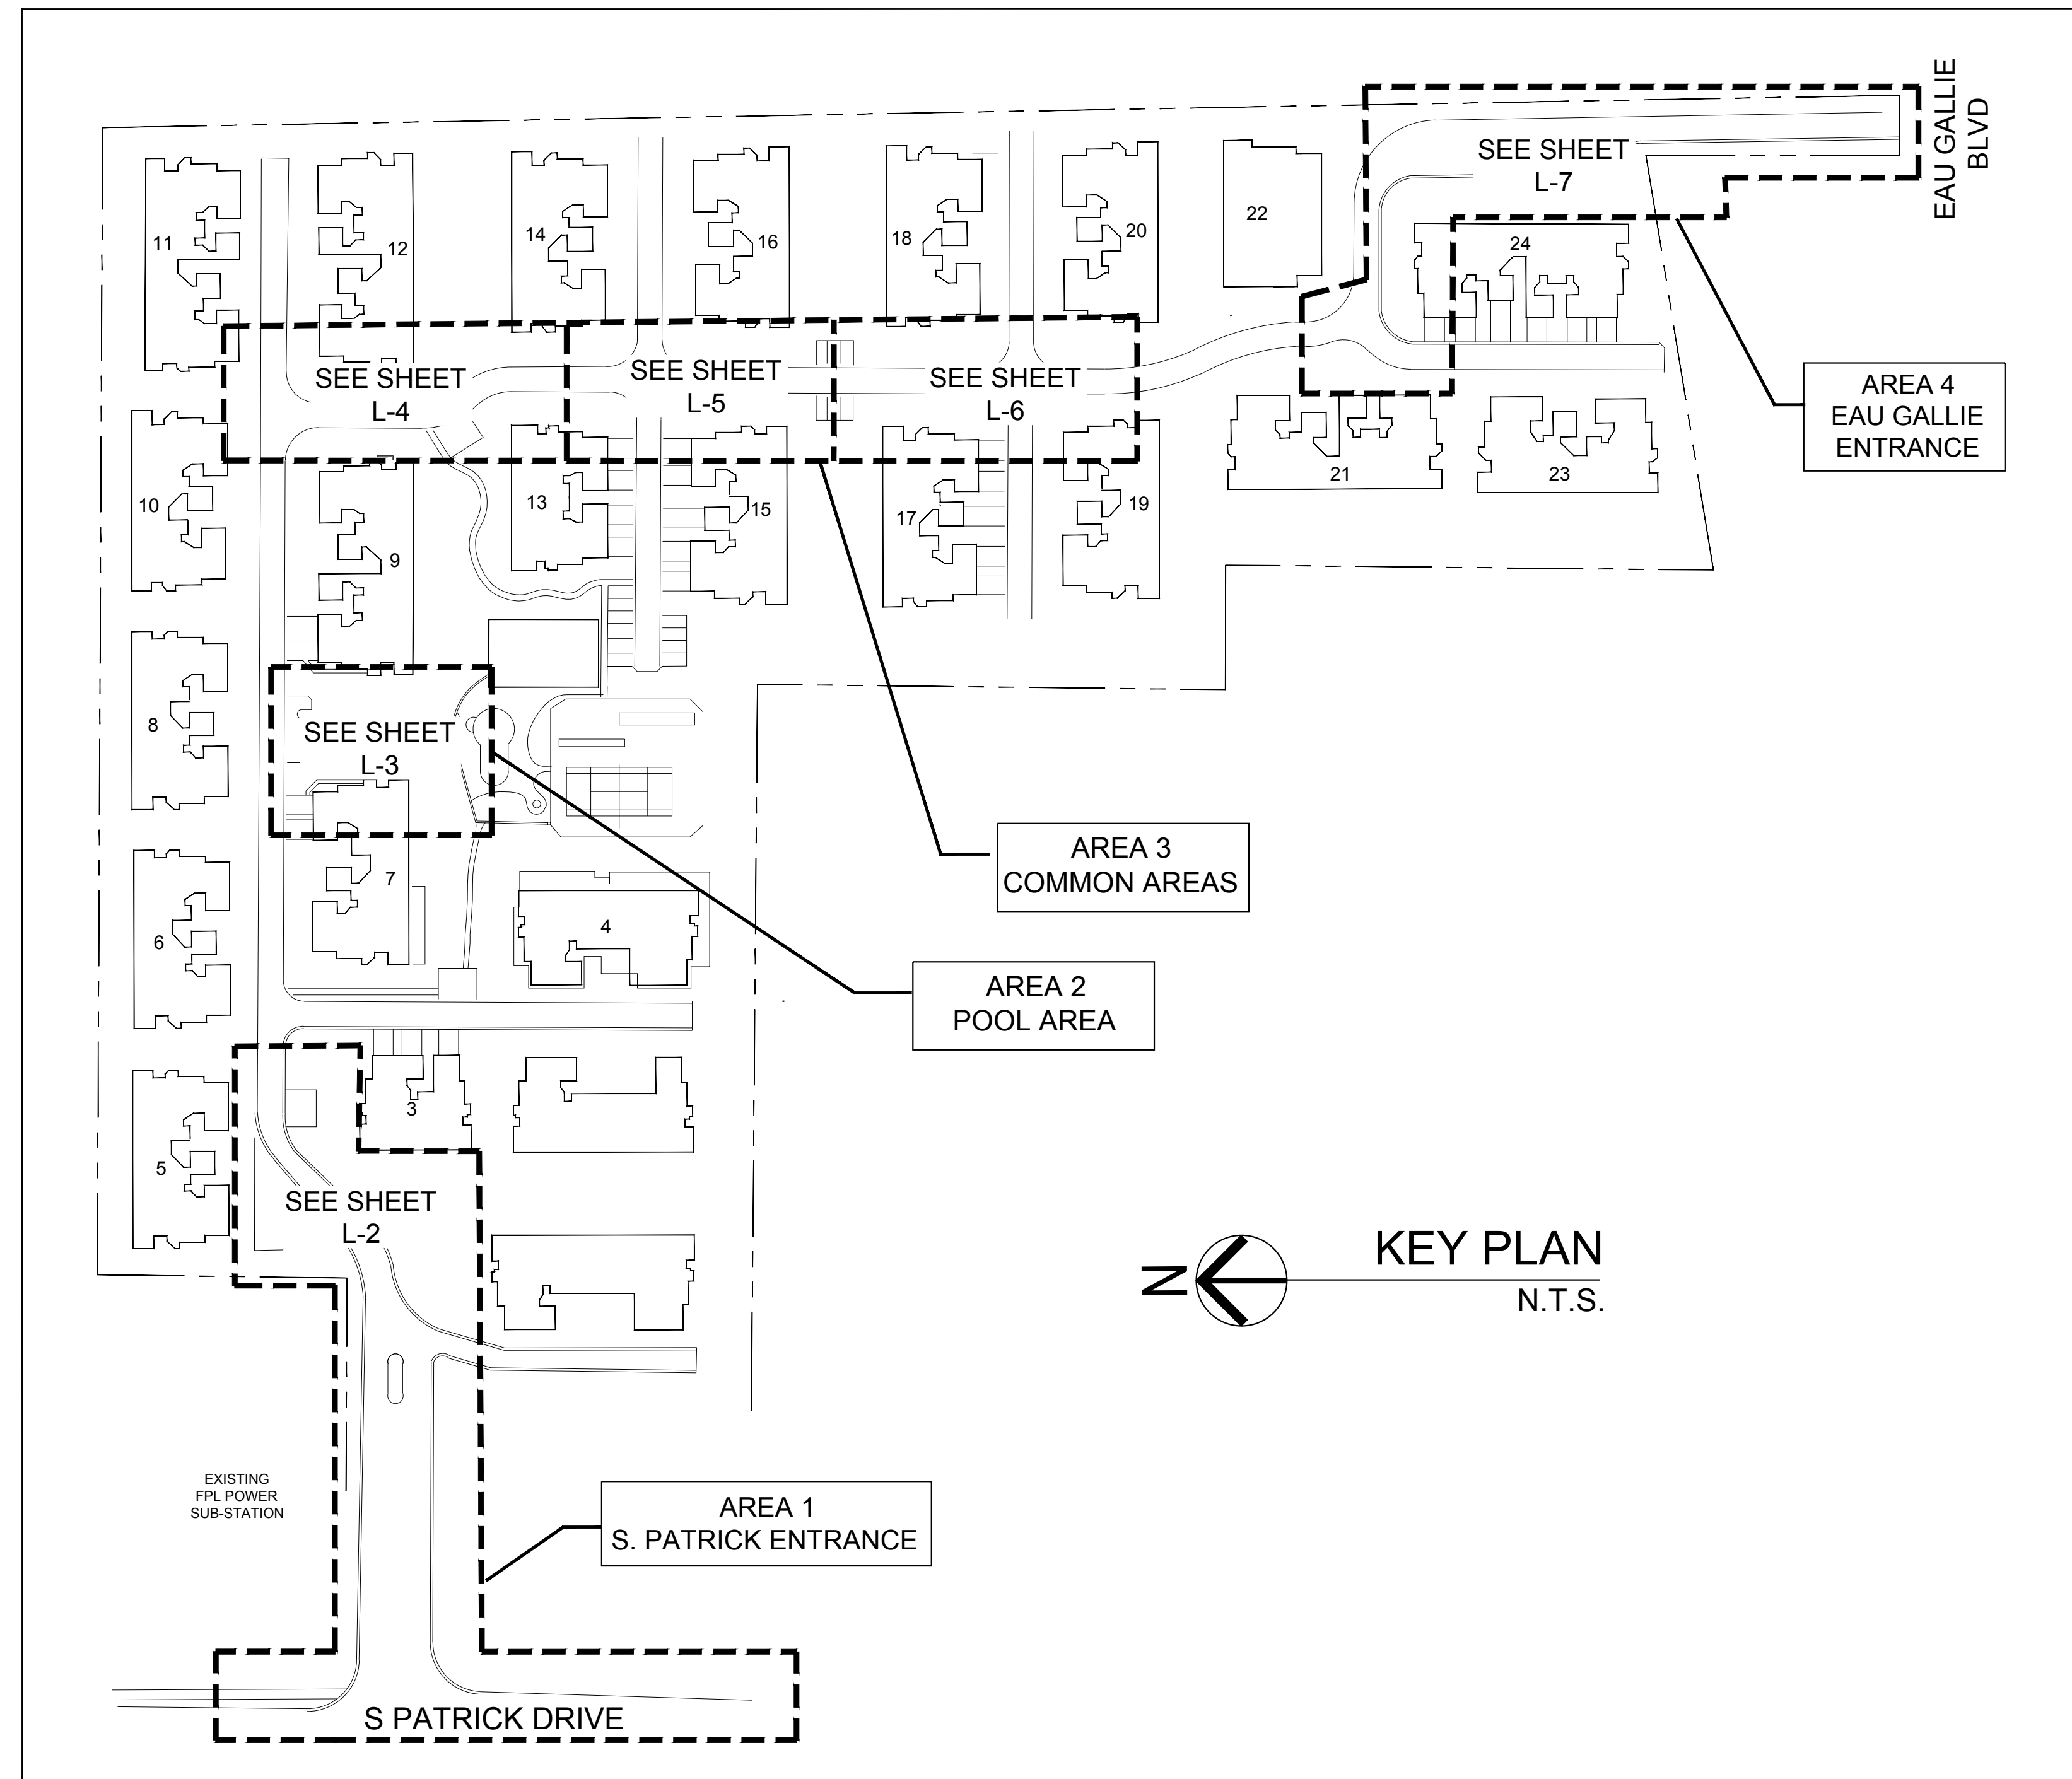 EAU GALLIE
BLVD
SEE SHEET
L-7
11
12
14
16
18
20
22
24
SEE SHEET
L-4
SEE SHEET
L-5
SEE SHEET
L-6
AREA 4
EAU GALLIE
ENTRANCE
10
9
13
15
17
19
21
23
8
SEE SHEET
L-3
7
AREA 3
COMMON AREAS
6
4
AREA 2
POOL AREA
5
3
SEE SHEET
L-2
N
KEY PLAN
N.T.S.
EXISTING
FPL POWER
SUB-STATION
AREA 1
S. PATRICK ENTRANCE
S PATRICK DRIVE